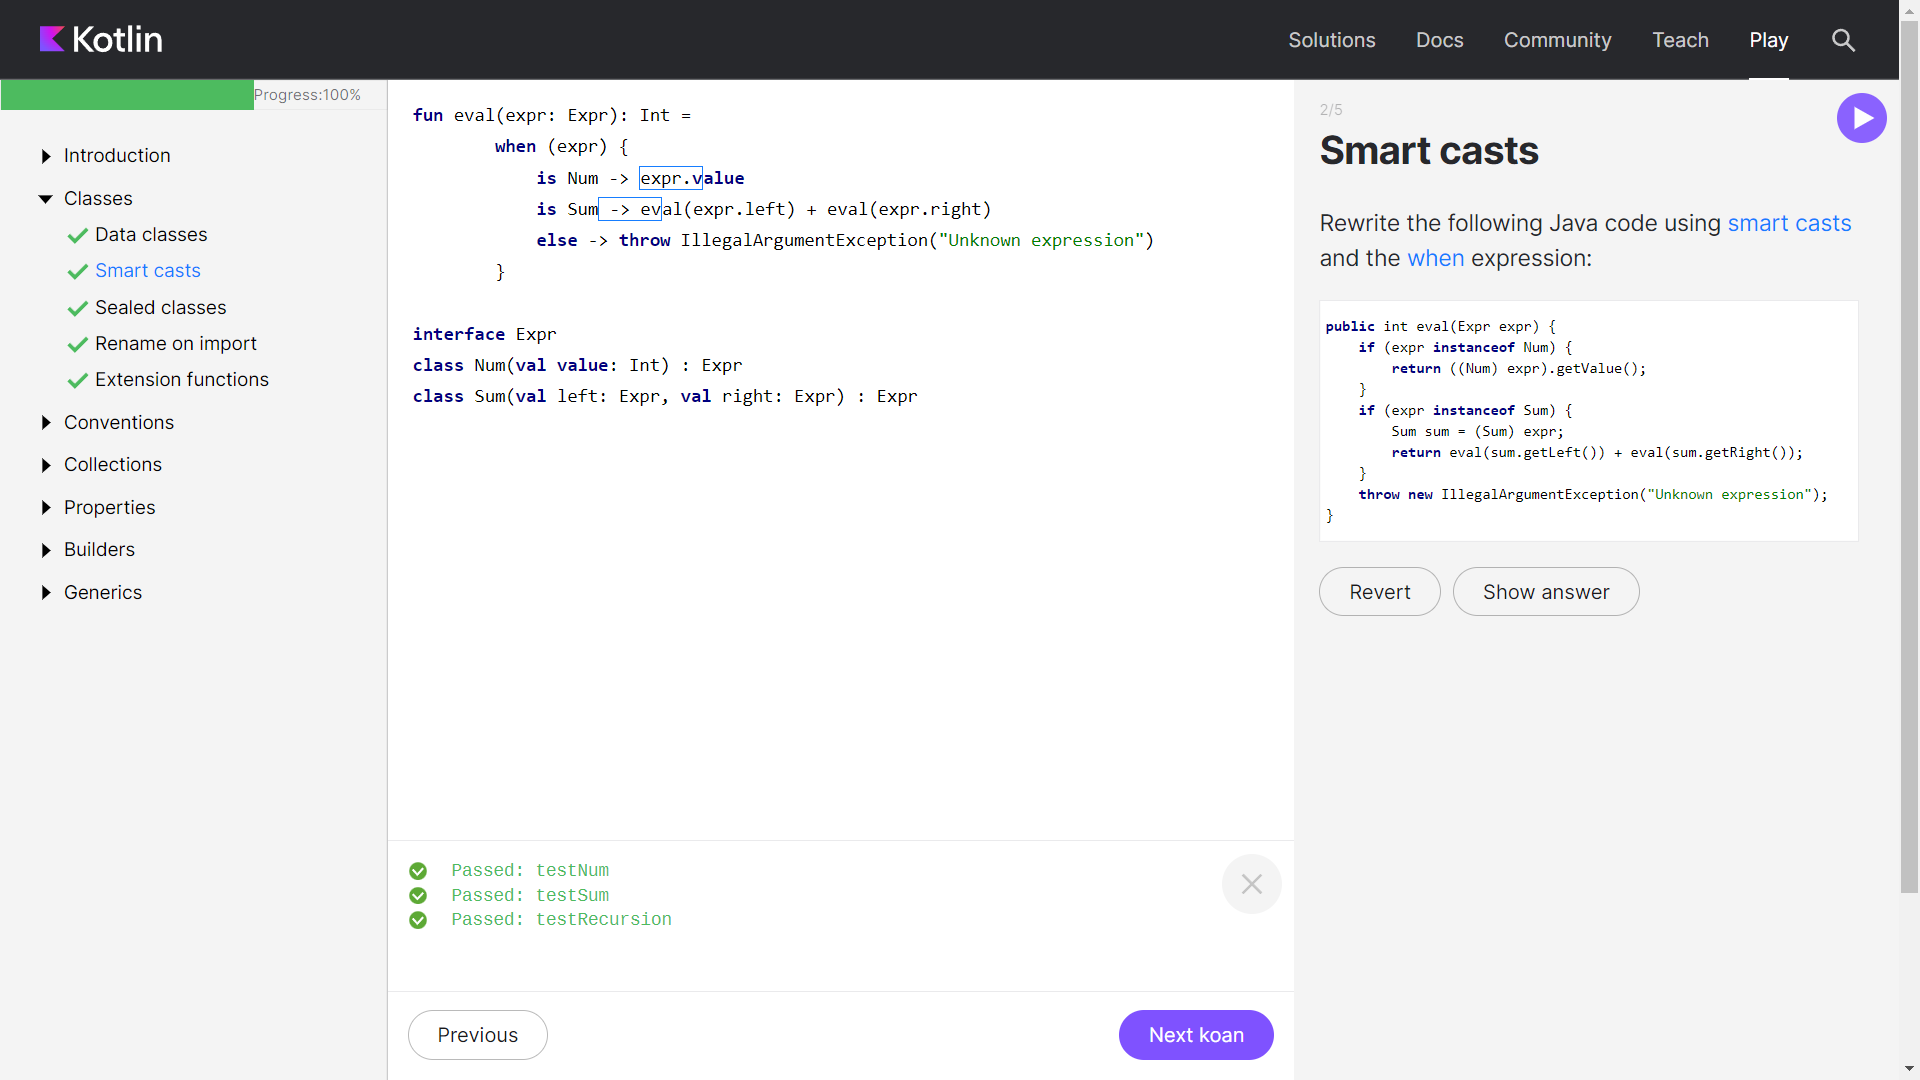 Kotlin
Solutions
Docs
Community
Teach
Play
Progress:100%
Introduction
Classes
Data classes
Smart casts
Sealed classes
Rename on import
Extension functions
Conventions
Collections
Properties
Builders
Generics
fun eval(expr: Expr): Int =
when (expr) {
is Num -> expr.value
is Sum -> eval(expr.left) + eval(expr.right)
else -> throw IllegalArgumentException("Unknown expression")
}
interface Expr
class Num(val value: Int) : Expr
class Sum(val left: Expr, val right: Expr) : Expr
Passed: testNum
Passed: testSum
Passed: testRecursion
Previous
Next koan
2/5
Smart casts
Rewrite the following Java code using smart casts
and the when expression:
public int eval(Expr expr) {
if (expr instanceof Num) {
return ((Num) expr).getValue();
}
if (expr instanceof Sum) {
Sum sum = (Sum) expr;
return eval(sum.getLeft()) + eval(sum.getRight());
}
throw new IllegalArgumentException("Unknown expression");
}
Revert
Show answer